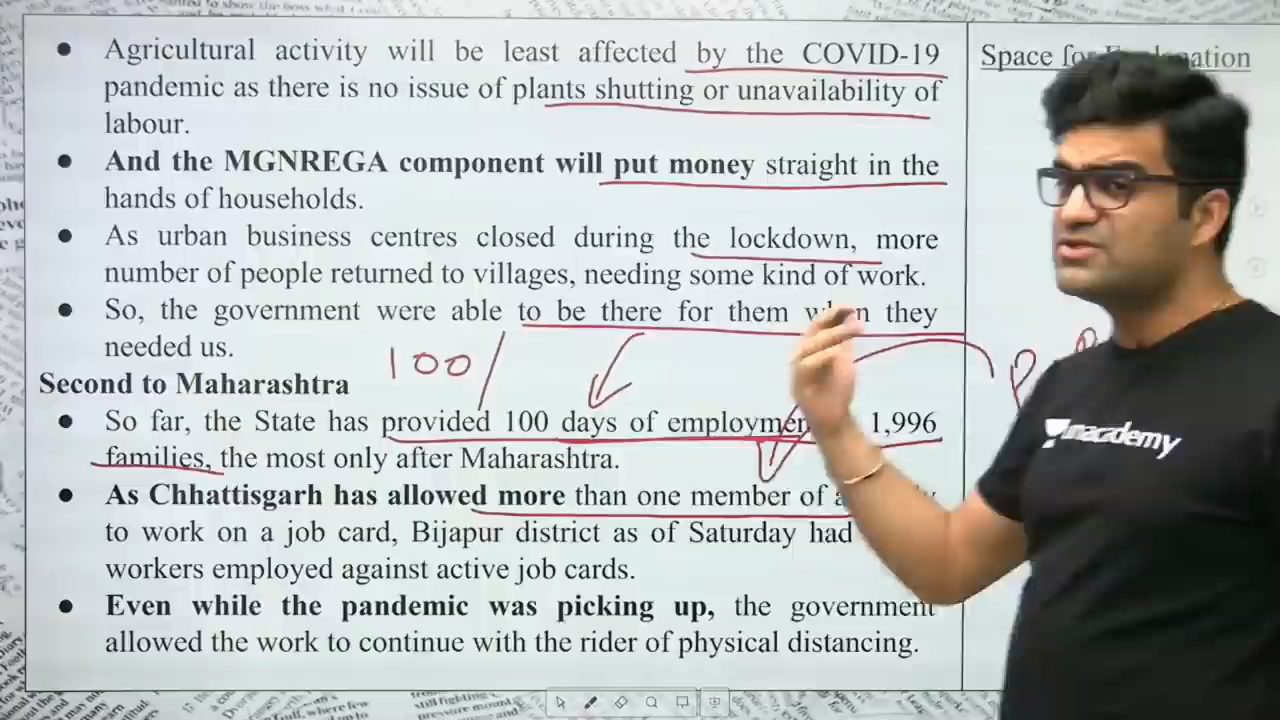 Agricultural activity will be least affected by the COVID-19
pandemic as there is no issue of plants shutting or unavailability of
labour.
And the MGNREGA component will put money straight in the
hands of households.
As urban business centres closed during the lockdown, more
number of people returned to villages, needing some kind of work.
So, the government were able to be there for them when they
needed us.
100/
Second to Maharashtra
So far, the State has provided 100 days of employmen 1,996
families, the most only after Maharashtra.
As Chhattisgarh has allowed more than one member of a
to work on a job card, Bijapur district as of Saturday had
workers employed against active job cards.
Even while the pandemic was picking up, the government
allowed the work to continue with the rider of physical distancing.
Space for
unacademy